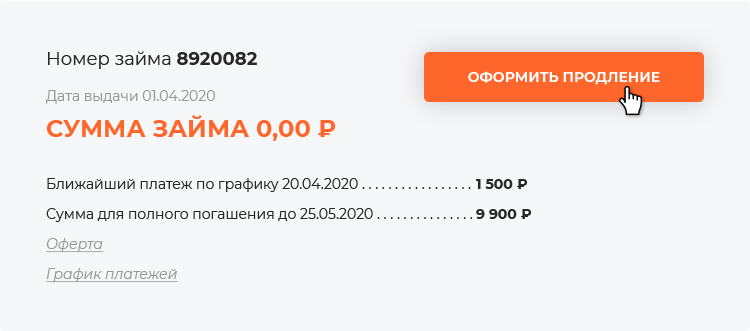 Номер займа 8920082
ОФОРМИТЬ ПРОДЛЕНИЕ
Дата выдачи 01.04.2020
СУММА ЗАЙМА 0,00 ₽
Ближайший платеж по графику 20.04.2020 . . . . . . . . . . . . . . . . . 1 500 ₽
Сумма для полного погашения до 25.05.2020 . . . . . . . . . . . . . . . 9 900 ₽
Оферта
График платежей